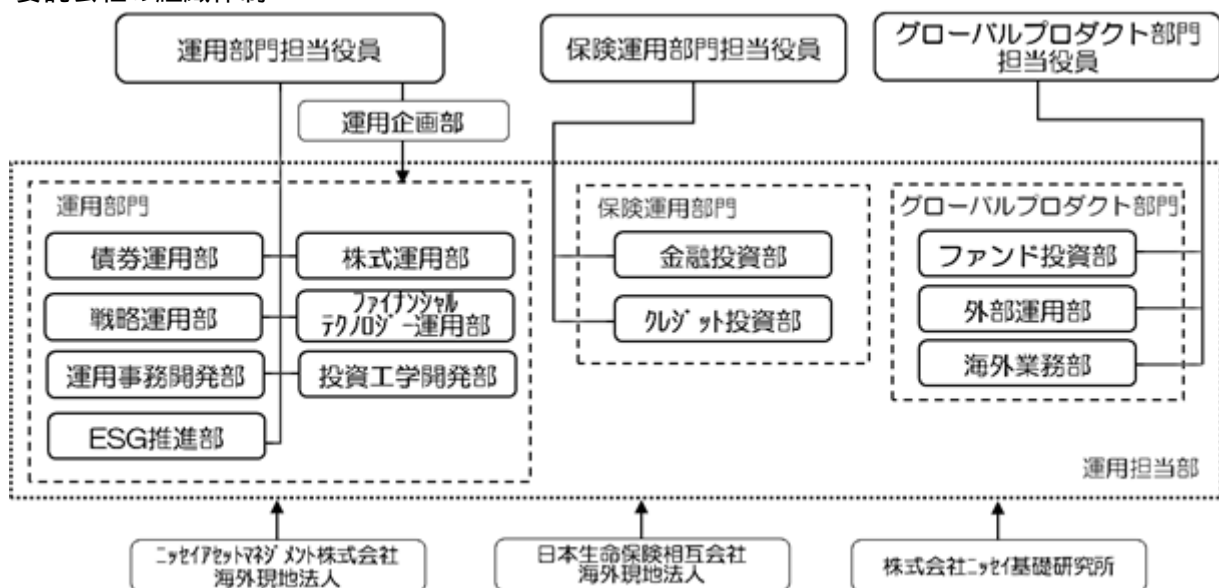 運用部門担当役員
保険運用部門担当役員
グローバルプロダクト部門
担当役員
運用企画部
運用部門
債券運用部
株式運用部
戦略運用部
ファイナンシャル
テクノロジー運用部
運用事務開発部
投資工学開発部
ESG推進部
保険運用部門
金融投資部
クレジット投資部
グローバルプロダクト部門
ファンド投資部
外部運用部
海外業務部
運用担当部
ニッセイアセットマネジメント株式会社
海外現地法人
日本生命保険相互会社
海外現地法人
株式会社ニッセイ基礎研究所